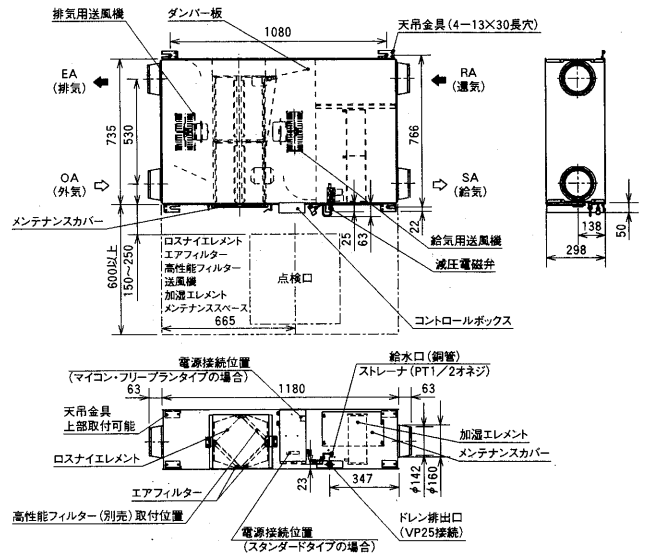 排気用送風機
ダンパー板
1080
天吊金具(4－13×30長穴)
EA
(排気)
RA
(還気)
735
530
766
OA
(外気)
SA
(給気)
メンテナンスカバー
25
63
22
給気用送風機
138
50
298
減圧電磁弁
600以上
150～250
ロスナイエレメント
エアフィルター
高性能フィルター
送風機
加湿エレメント
メンテナンススペース
点検口
665
コントロールボックス
電源接続位置
(マイコン・フリープランタイプの場合)
給水口(銅管)
ストレーナ(PT1／2オネジ)
63
1180
63
天吊金具
上部取付可能
ロスナイエレメント
加湿エレメント
メンテナンスカバー
エアフィルター
23
347
φ142
φ160
高性能フィルター(別売)取付位置
電源接続位置
(スタンダードタイプの場合)
ドレン排出口
(VP25接続)